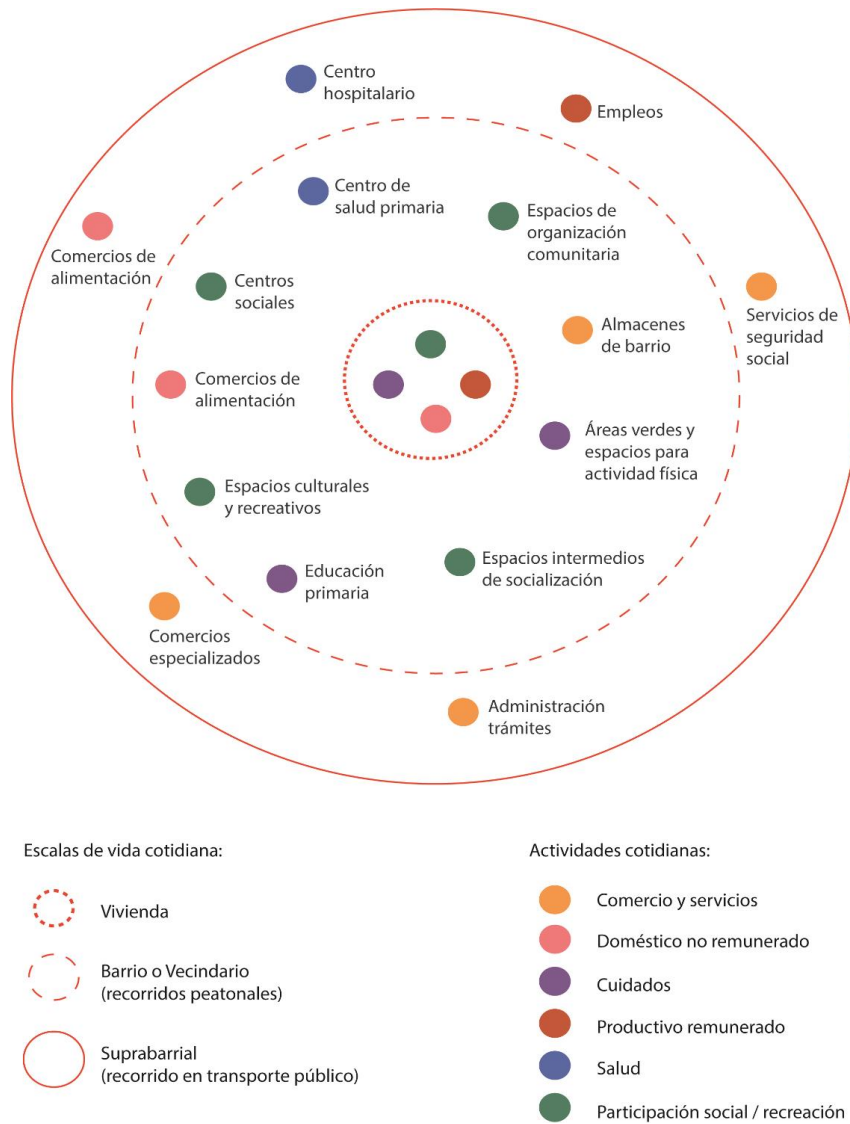 Centro
hospitalario
Empleos
Centro de
salud primaria
Espacios de
organización
comunitaria
Comercios de
alimentación
Centros
sociales
Servicios de
seguridad
social
Almacenes
de barrio
Comercios de
alimentación
Áreas verdes y
espacios para
actividad física
Espacios culturales
y recreativos
Espacios intermedios
de socialización
Educación
primaria
Comercios
especializados
Administración
trámites
Escalas de vida cotidiana:
Vivienda
Barrio o Vecindario
(recorridos peatonales)
Suprabarrial
(recorrido en transporte público)
Actividades cotidianas:
Comercio y servicios
Doméstico no remunerado
Cuidados
Productivo remunerado
Salud
Participación social / recreación